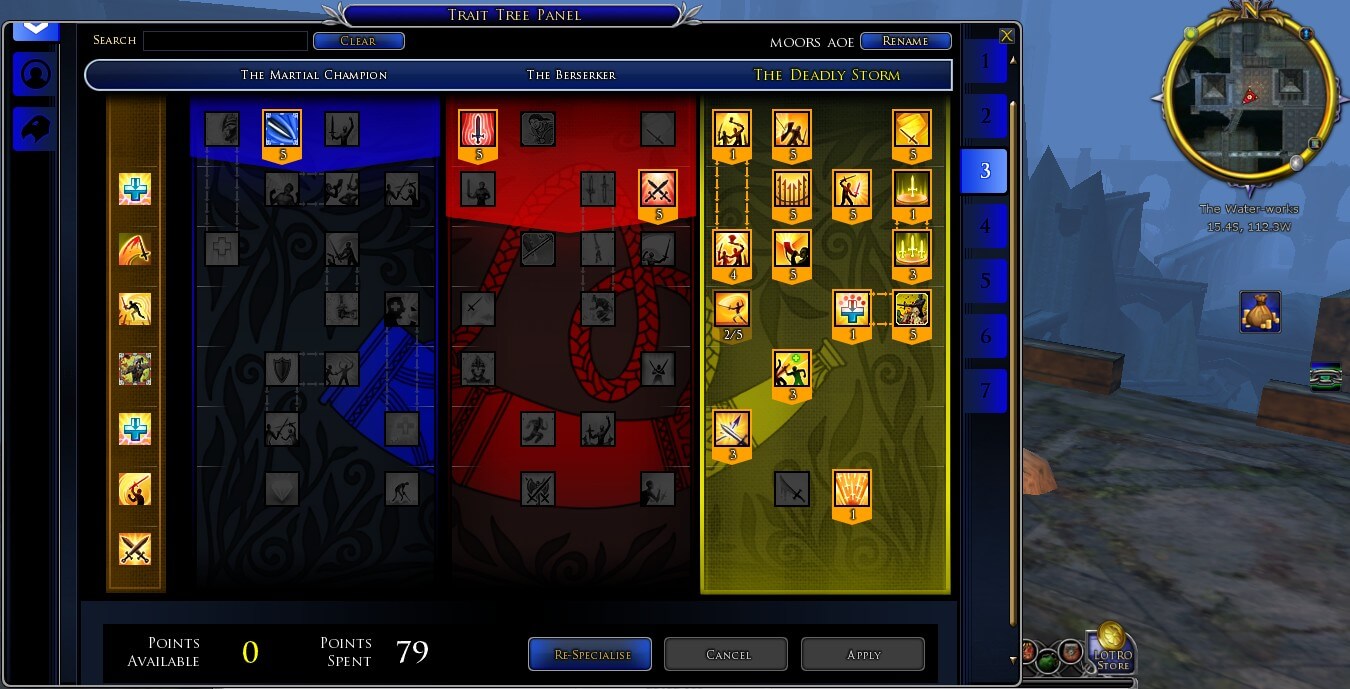 Trait Tree Panel
Search
Clear
Moors AOE
Rename
X
N
The Martial Champion
The Berserker
The Deadly Storm
1
2
3
4
5
6
7
5
5
1
5
5
5
5
5
1
4
5
3
2/5
1
5
3
3
1
The Water-works
15.4S, 112.3W
Points Available
0
Points Spent
79
Re-Specialise
Cancel
Apply
LOTRO
Store